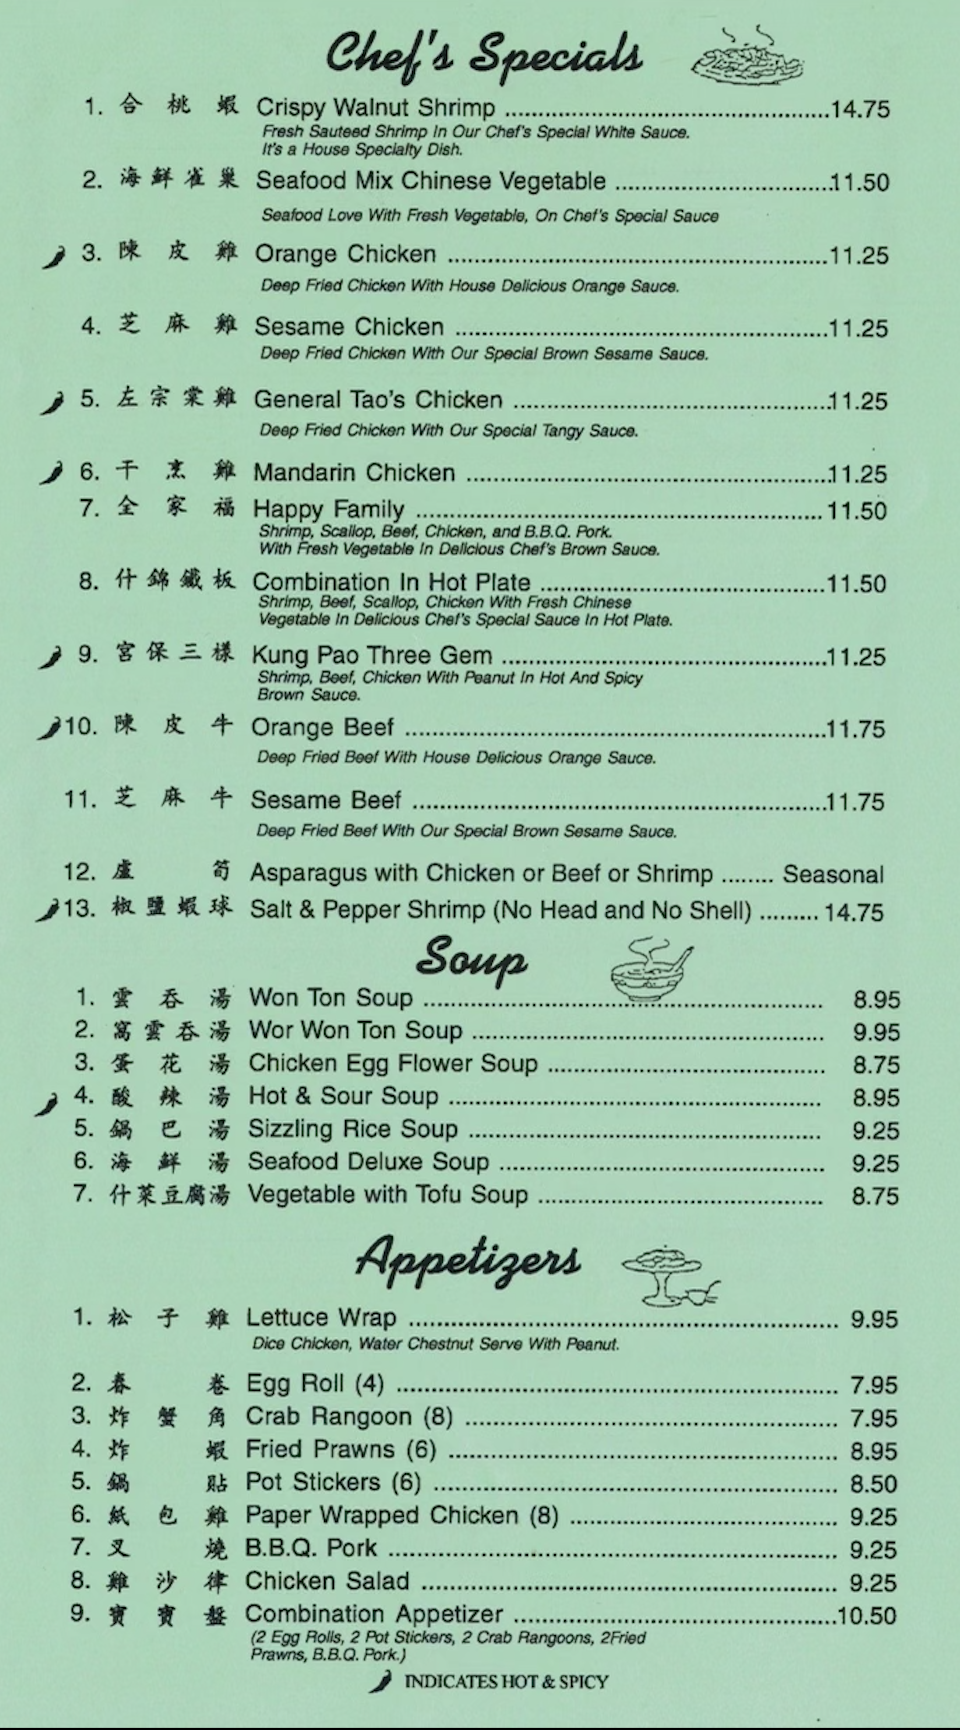 Chef's Specials
1. 合桃蝦 Crispy Walnut Shrimp ........ 14.75
Fresh Sauteed Shrimp In Our Chef's Special White Sauce.
It's a House Specialty Dish.
2. 海鮮雀巢 Seafood Mix Chinese Vegetable ........ 11.50
Seafood Love With Fresh Vegetable, On Chef's Special Sauce
3. 陳皮雞 Orange Chicken ........ 11.25
Deep Fried Chicken With House Delicious Orange Sauce.
4. 芝麻雞 Sesame Chicken ........ 11.25
Deep Fried Chicken With Our Special Brown Sesame Sauce.
5. 左宗棠雞 General Tao's Chicken ........ 11.25
Deep Fried Chicken With Our Special Tangy Sauce.
6. 干烹雞 Mandarin Chicken ........ 11.25
7. 全家福 Happy Family ........ 11.50
Shrimp, Scallop, Beef, Chicken, and B.B.Q. Pork.
With Fresh Vegetable In Delicious Chef's Brown Sauce.
8. 什錦鐵板 Combination In Hot Plate ........ 11.50
Shrimp, Beef, Scallop, Chicken With Fresh Chinese
Vegetable In Delicious Chef's Special Sauce In Hot Plate.
9. 宮保三樣 Kung Pao Three Gem ........ 11.25
Shrimp, Beef, Chicken With Peanut In Hot And Spicy
Brown Sauce.
10. 陳皮牛 Orange Beef ........ 11.75
Deep Fried Beef With House Delicious Orange Sauce.
11. 芝麻牛 Sesame Beef ........ 11.75
Deep Fried Beef With Our Special Brown Sesame Sauce.
12. 盧筍 Asparagus with Chicken or Beef or Shrimp ........ Seasonal
13. 椒鹽蝦球 Salt & Pepper Shrimp (No Head and No Shell) ......... 14.75
Soup
1. 雲吞湯 Won Ton Soup ........ 8.95
2. 窩雲吞湯 Wor Won Ton Soup ........ 9.95
3. 蛋花湯 Chicken Egg Flower Soup ........ 8.75
4. 酸辣湯 Hot & Sour Soup ........ 8.95
5. 鍋巴湯 Sizzling Rice Soup ........ 9.25
6. 海鮮湯 Seafood Deluxe Soup ........ 9.25
7. 什菜豆腐湯 Vegetable with Tofu Soup ........ 8.75
Appetizers
1. 松子雞 Lettuce Wrap ........ 9.95
Dice Chicken, Water Chestnut Serve With Peanut.
2. 春卷 Egg Roll (4) ........ 7.95
3. 炸蟹角 Crab Rangoon (8) ........ 7.95
4. 炸蝦 Fried Prawns (6) ........ 8.95
5. 鍋貼 Pot Stickers (6) ........ 8.50
6. 紙包雞 Paper Wrapped Chicken (8) ........ 9.25
7. 叉燒 B.B.Q. Pork ........ 9.25
8. 雞沙律 Chicken Salad ........ 9.25
9. 寶寶盤 Combination Appetizer ........ 10.50
(2 Egg Rolls, 2 Pot Stickers, 2 Crab Rangoons, 2Fried
Prawns, B.B.Q. Pork.)
INDICATES HOT & SPICY